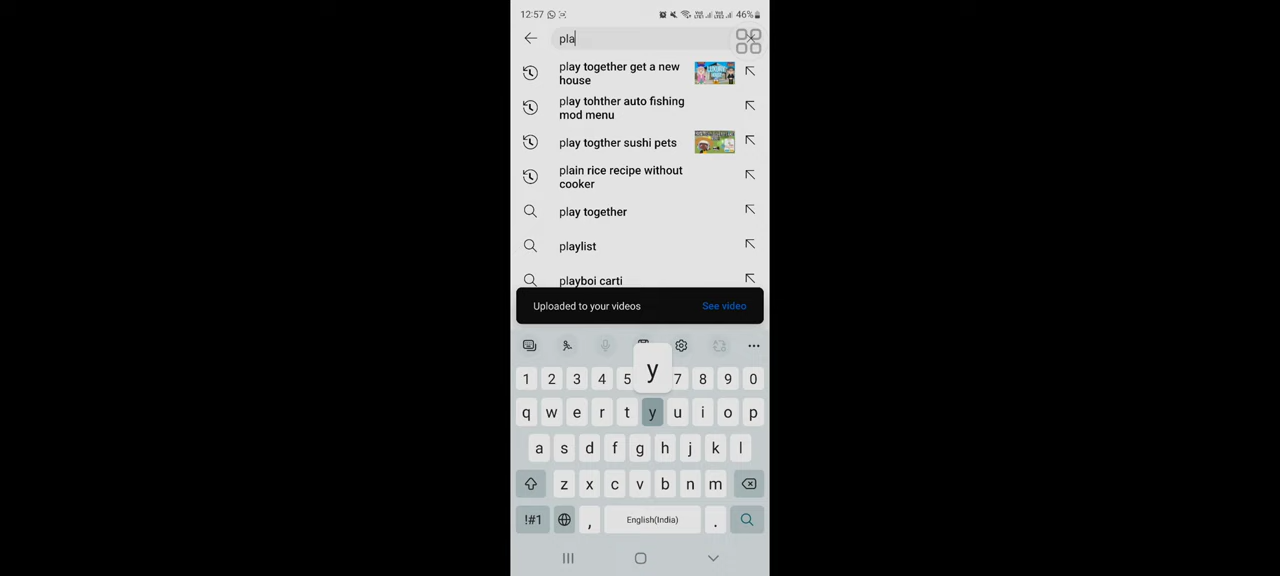 12:57
46%
pla
play together get a new
house
play tohther auto fishing
mod menu
play togther sushi pets
plain rice recipe without
cooker
play together
playlist
playboi carti
Uploaded to your videos See video
y
1 2 3 4 5 7 8 9 0
q w e r t y u i o p
a s d f g h j k l
z x c v b n m
!#1 , English(India) .